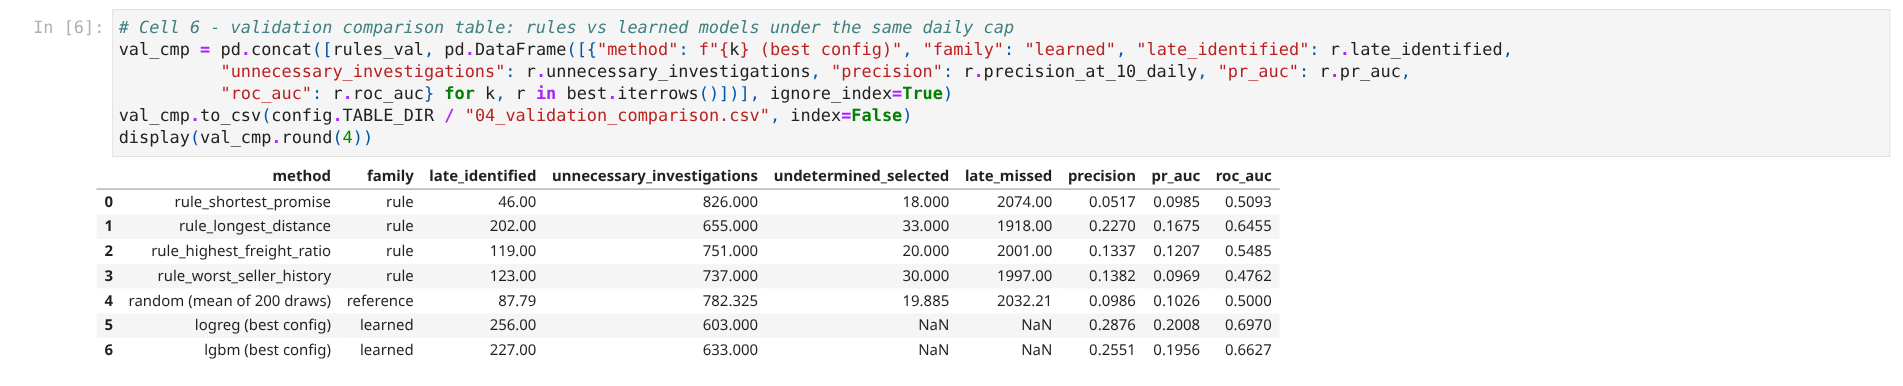 In [6]: # Cell 6 - validation comparison table: rules vs learned models under the same daily cap
val_cmp = pd.concat([rules_val, pd.DataFrame([{"method": f"{k} (best config)", "family": "learned", "late_identified": r.late_identified,
"unnecessary_investigations": r.unnecessary_investigations, "precision": r.precision_at_10_daily, "pr_auc": r.pr_auc,
"roc_auc": r.roc_auc} for k, r in best.iterrows()])], ignore_index=True)
val_cmp.to_csv(config.TABLE_DIR / "04_validation_comparison.csv", index=False)
display(val_cmp.round(4))
method family late_identified unnecessary_investigations undetermined_selected late_missed precision pr_auc roc_auc
0 rule_shortest_promise rule 46.00 826.000 18.000 2074.00 0.0517 0.0985 0.5093
1 rule_longest_distance rule 202.00 655.000 33.000 1918.00 0.2270 0.1675 0.6455
2 rule_highest_freight_ratio rule 119.00 751.000 20.000 2001.00 0.1337 0.1207 0.5485
3 rule_worst_seller_history rule 123.00 737.000 30.000 1997.00 0.1382 0.0969 0.4762
4 random (mean of 200 draws) reference 87.79 782.325 19.885 2032.21 0.0986 0.1026 0.5000
5 logreg (best config) learned 256.00 603.000 NaN NaN 0.2876 0.2008 0.6970
6 lgbm (best config) learned 227.00 633.000 NaN NaN 0.2551 0.1956 0.6627